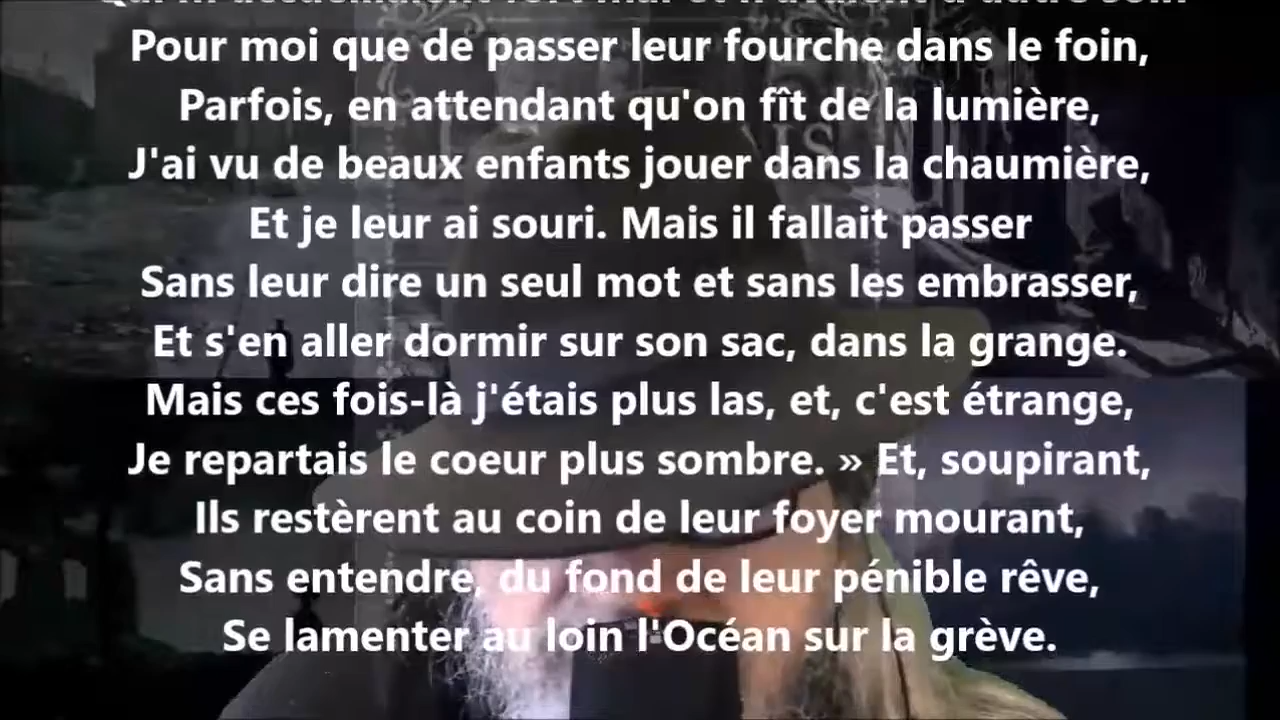 Pour moi que de passer leur fourche dans le foin,
Parfois, en attendant qu'on fît de la lumière,
J'ai vu de beaux enfants jouer dans la chaumière,
Et je leur ai souri. Mais il fallait passer
Sans leur dire un seul mot et sans les embrasser,
Et s'en aller dormir sur son sac, dans la grange.
Mais ces fois-là j'étais plus las, et, c'est étrange,
Je repartais le coeur plus sombre. » Et, soupirant,
Ils restèrent au coin de leur foyer mourant,
Sans entendre, du fond de leur pénible rêve,
Se lamenter au loin l'Océan sur la grève.